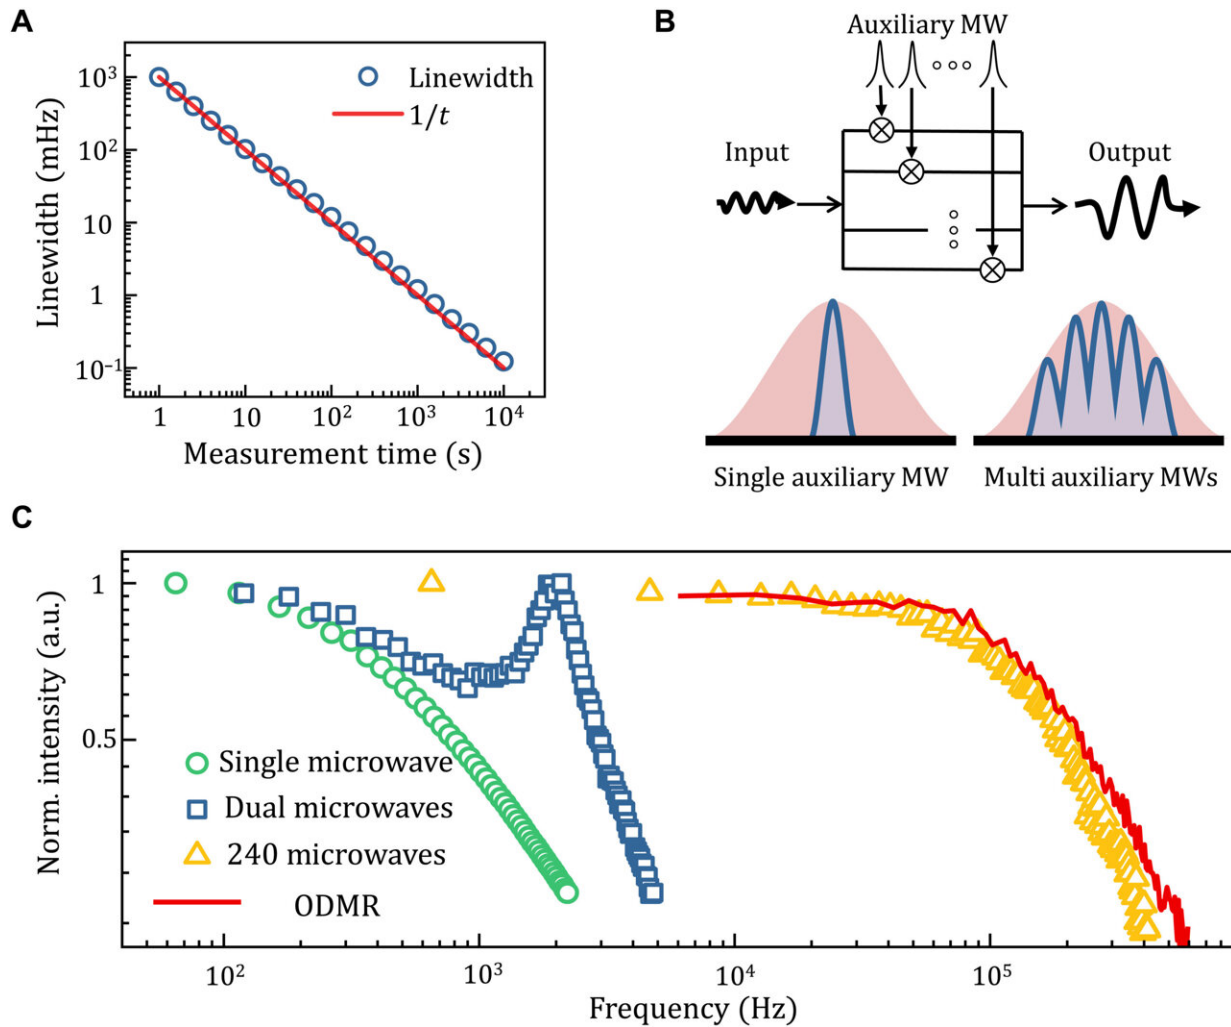 A
Linewidth (mHz)
10³
10²
10
1
10⁻¹
Linewidth
1/t
1
10
10²
10³
10⁴
Measurement time (s)
B
Auxiliary MW
Input
Output
Single auxiliary MW
Multi auxiliary MWs
C
Norm. intensity (a.u.)
1
0.5
Single microwave
Dual microwaves
240 microwaves
ODMR
10²
10³
10⁴
10⁵
Frequency (Hz)